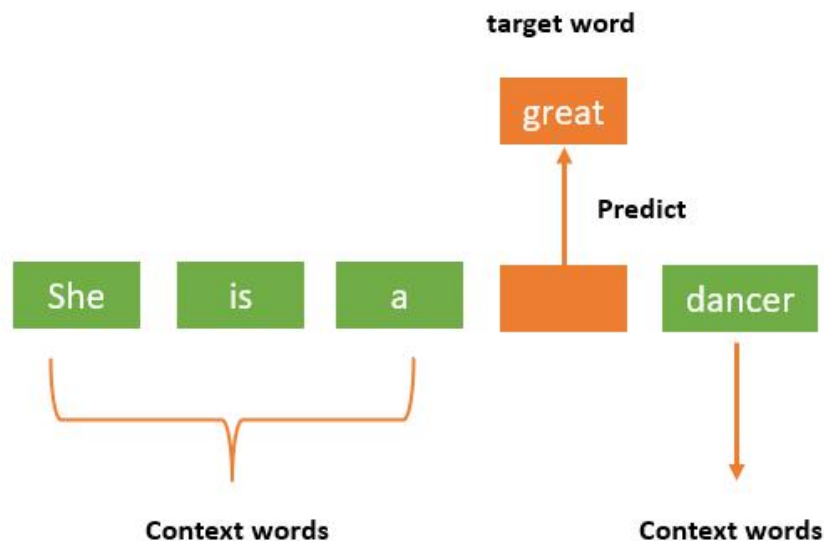 target word
great
Predict
She is a dancer
Context words Context words